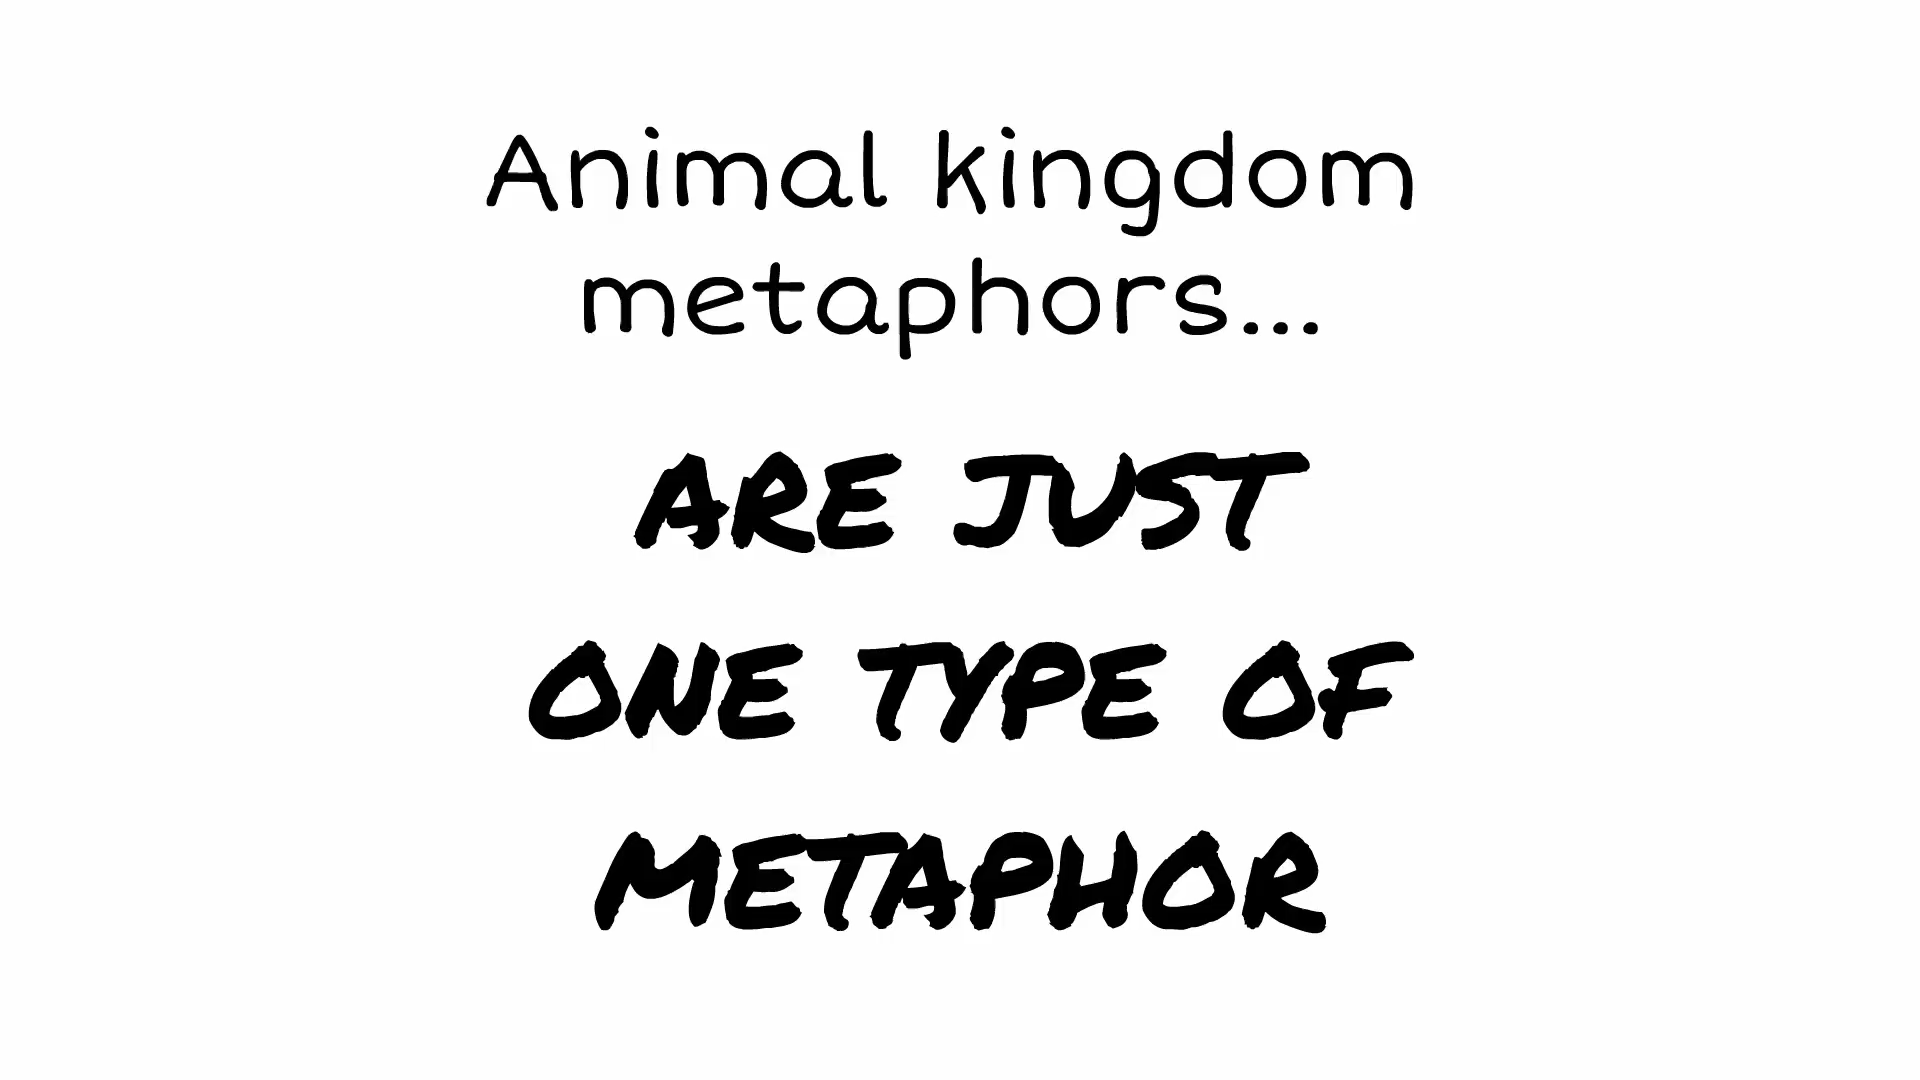 Animal kingdom
metaphors...
ARE JUST
ONE TYPE OF
METAPHOR